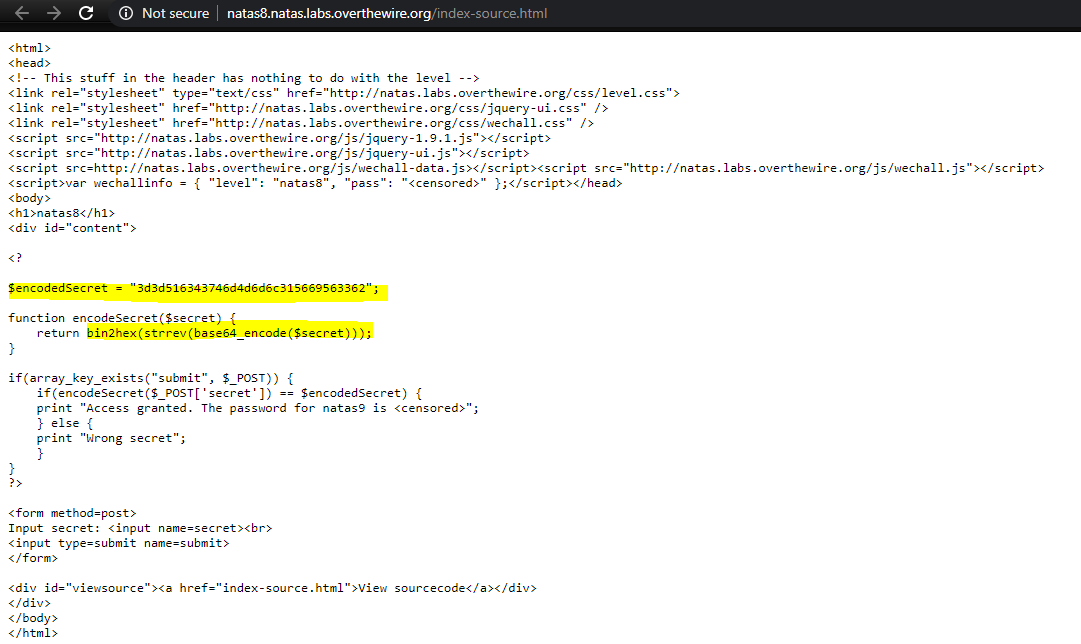 Not secure | natas8.natas.labs.overthewire.org/index-source.html
<html>
<head>
<!-- This stuff in the header has nothing to do with the level -->
<link rel="stylesheet" type="text/css" href="http://natas.labs.overthewire.org/css/level.css">
<link rel="stylesheet" href="http://natas.labs.overthewire.org/css/jquery-ui.css" />
<link rel="stylesheet" href="http://natas.labs.overthewire.org/css/wechall.css" />
<script src="http://natas.labs.overthewire.org/js/jquery-1.9.1.js"></script>
<script src="http://natas.labs.overthewire.org/js/jquery-ui.js"></script>
<script src=http://natas.labs.overthewire.org/js/wechall-data.js></script><script src="http://natas.labs.overthewire.org/js/wechall.js"></script>
<script>var wechallinfo = { "level": "natas8", "pass": "<censored>" };</script></head>
<body>
<h1>natas8</h1>
<div id="content">
<?
$encodedSecret = "3d3d516343746d4d6d6c315669563362";
function encodeSecret($secret) {
    return bin2hex(strrev(base64_encode($secret)));
}
if(array_key_exists("submit", $_POST)) {
    if(encodeSecret($_POST['secret']) == $encodedSecret) {
    print "Access granted. The password for natas9 is <censored>";
    } else {
    print "Wrong secret";
    }
}
?>
<form method=post>
Input secret: <input name=secret><br>
<input type=submit name=submit>
</form>
<div id="viewsource"><a href="index-source.html">View sourcecode</a></div>
</div>
</body>
</html>